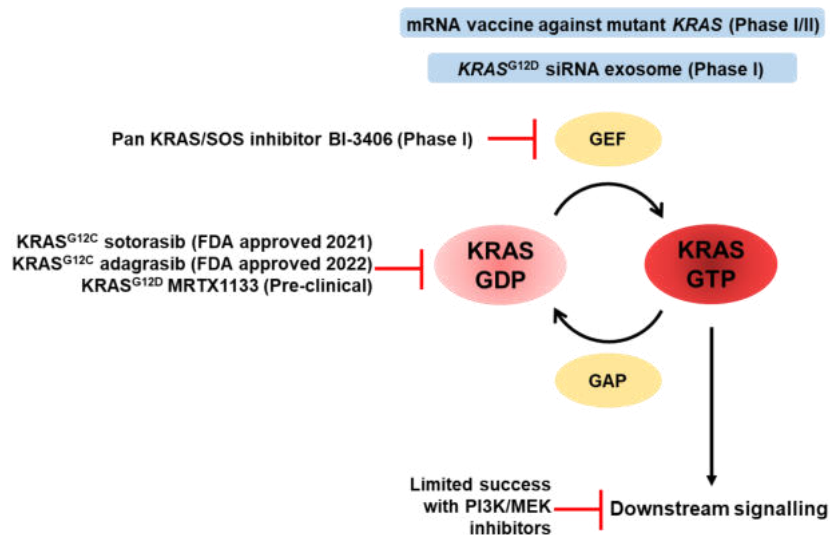 mRNA vaccine against mutant KRAS (Phase I/II)
KRASG12D siRNA exosome (Phase I)
Pan KRAS/SOS inhibitor BI-3406 (Phase I)
GEF
KRASG12C sotorasib (FDA approved 2021)
KRASG12C adagrasib (FDA approved 2022)
KRASG12D MRTX1133 (Pre-clinical)
KRAS
GDP
KRAS
GTP
GAP
Limited success
with PI3K/MEK
inhibitors
Downstream signalling